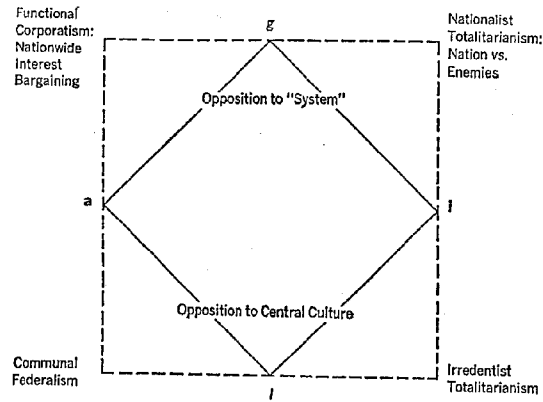 Functional
Corporatism:
Nationwide
Interest
Bargaining
g
Nationalist
Totalitarianism:
Nation vs.
Enemies
Opposition to "System"
a
i
Opposition to Central Culture
Communal
Federalism
l
Irredentist
Totalitarianism